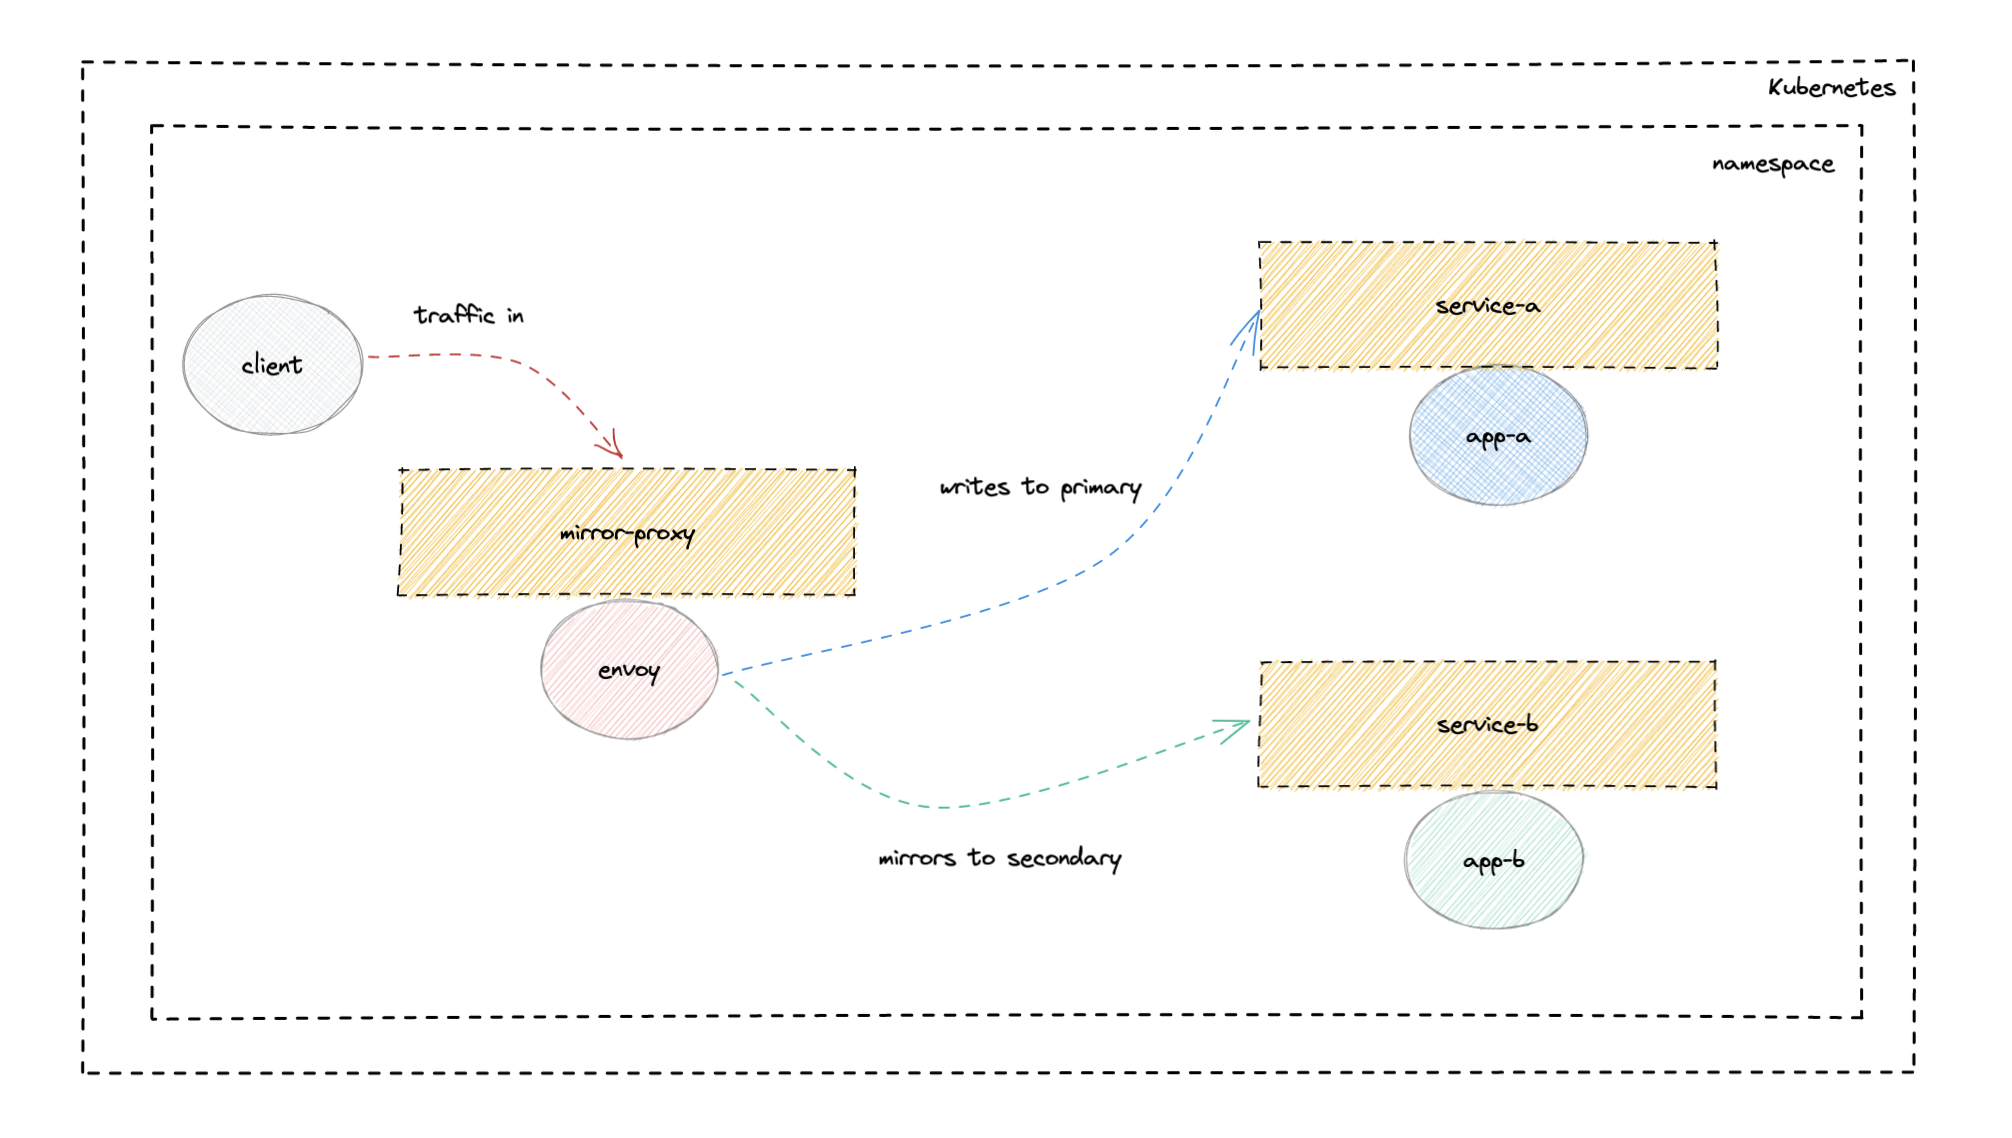 Kubernetes
namespace
service-a
traffic in
client
app-a
writes to primary
mirror-proxy
envoy
service-b
mirrors to secondary
app-b